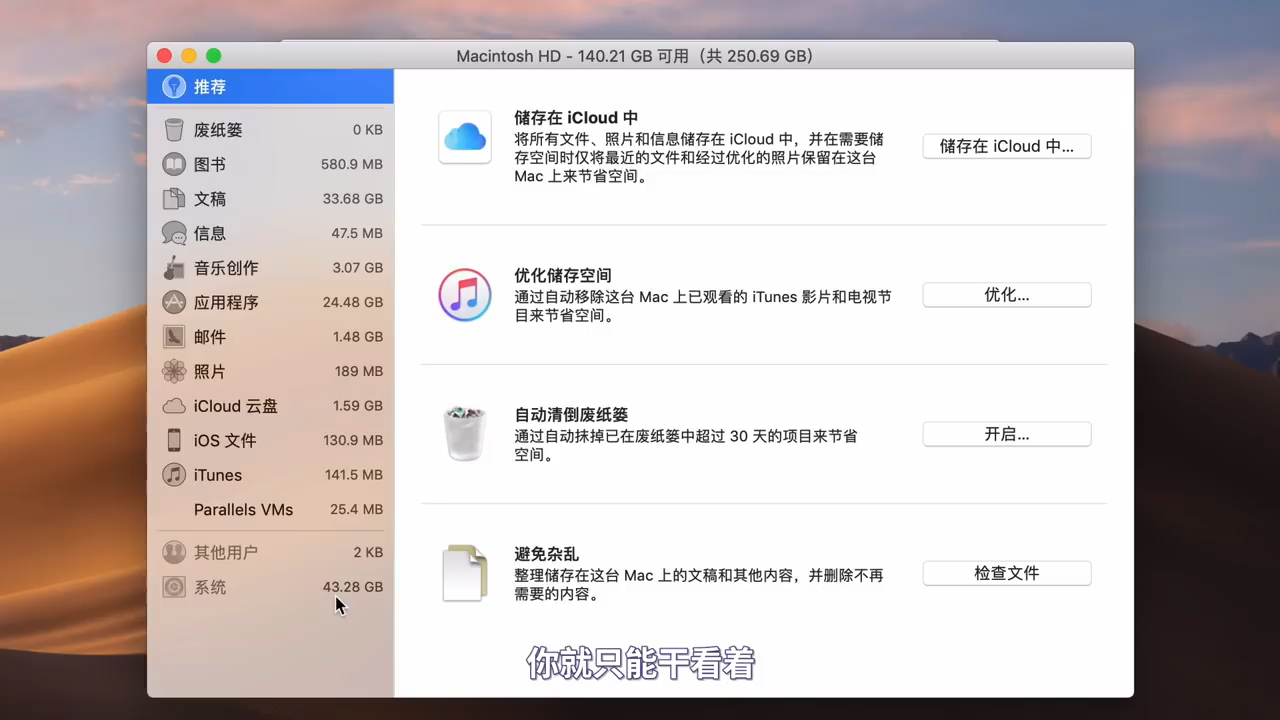 Macintosh HD - 140.21 GB 可用（共 250.69 GB）
推荐
废纸篓 0 KB
图书 580.9 MB
文稿 33.68 GB
信息 47.5 MB
音乐创作 3.07 GB
应用程序 24.48 GB
邮件 1.48 GB
照片 189 MB
iCloud 云盘 1.59 GB
iOS 文件 130.9 MB
iTunes 141.5 MB
Parallels VMs 25.4 MB
其他用户 2 KB
系统 43.28 GB
储存在 iCloud 中
将所有文件、照片和信息储存在 iCloud 中，并在需要储
存空间时仅将最近的文件和经过优化的照片保留在这台
Mac 上来节省空间。
储存在 iCloud 中...
优化储存空间
通过自动移除这台 Mac 上已观看的 iTunes 影片和电视节
目来节省空间。
优化...
自动清倒废纸篓
通过自动抹掉已在废纸篓中超过 30 天的项目来节省
空间。
开启...
避免杂乱
整理储存在这台 Mac 上的文稿和其他内容，并删除不再
需要的内容。
检查文件
你就只能干看着